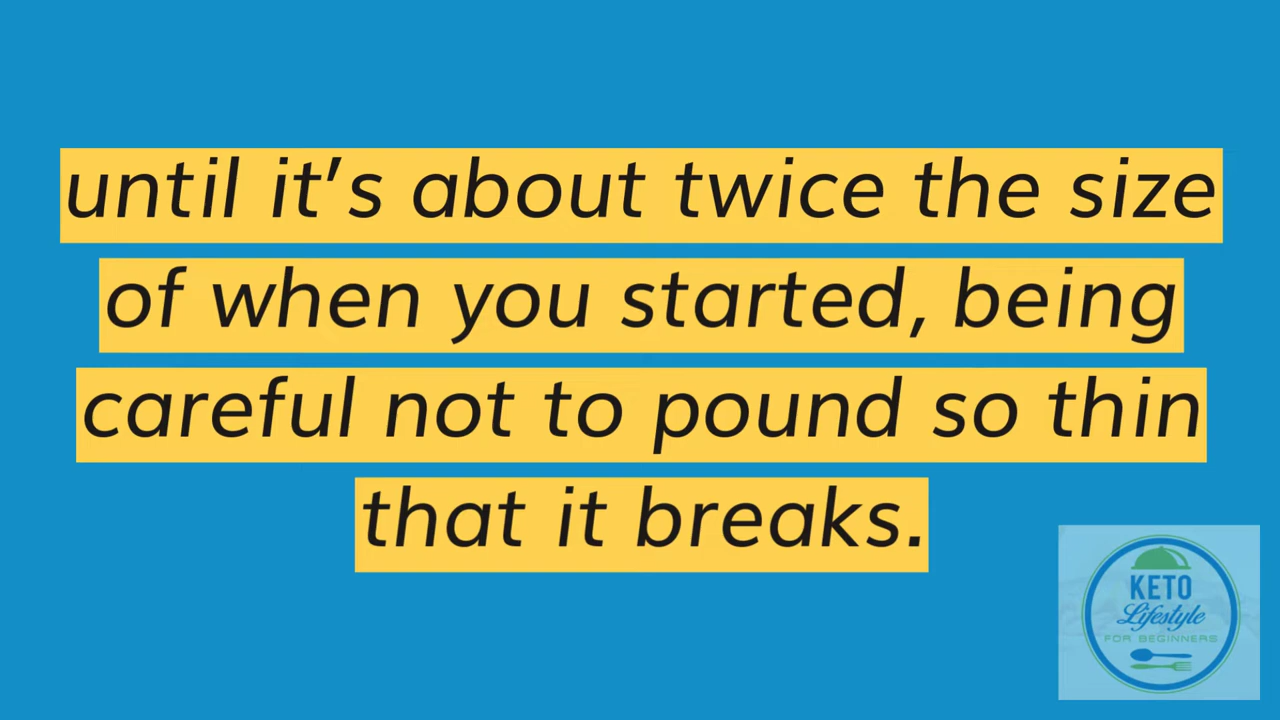 until it's about twice the size
of when you started, being
careful not to pound so thin
that it breaks.
KETO
Lifestyle
FOR BEGINNERS